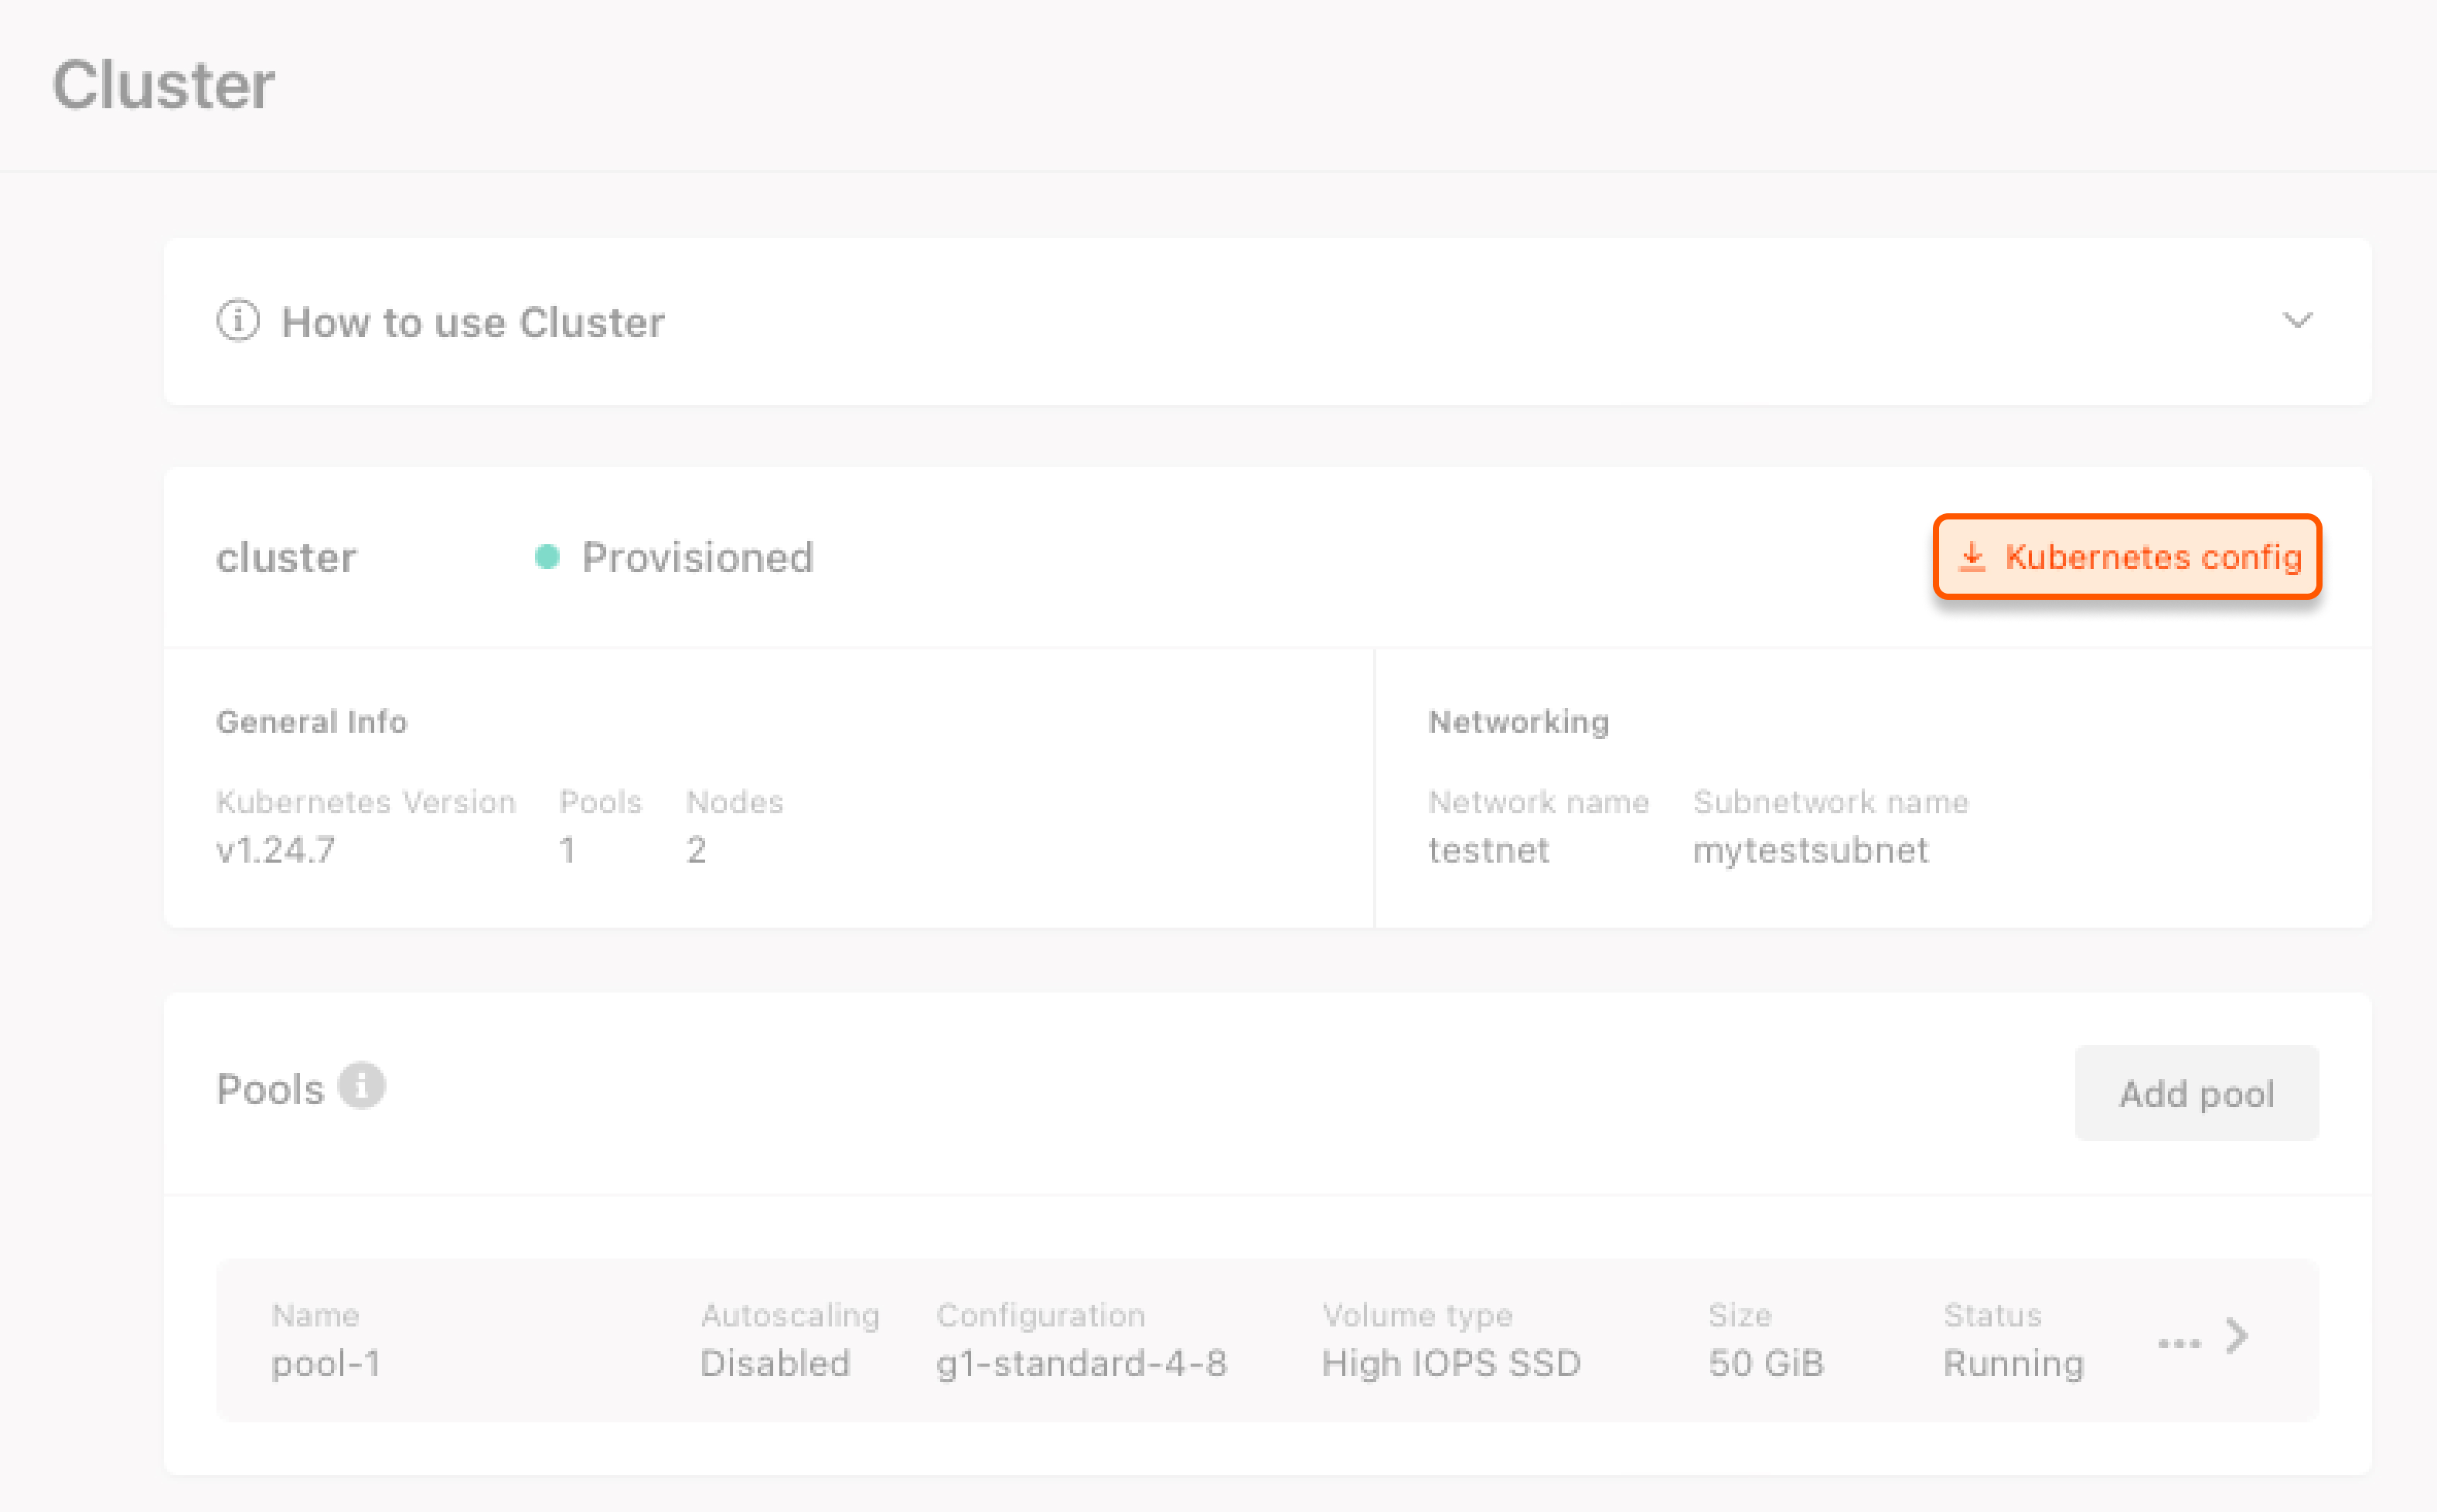 Cluster
How to use Cluster
cluster
Provisioned
Kubernetes config
General Info
Kubernetes Version Pools Nodes
v1.24.7 1 2
Networking
Network name Subnetwork name
testnet mytestsubnet
Pools
Add pool
Name Autoscaling Configuration Volume type Size Status
pool-1 Disabled g1-standard-4-8 High IOPS SSD 50 GiB Running